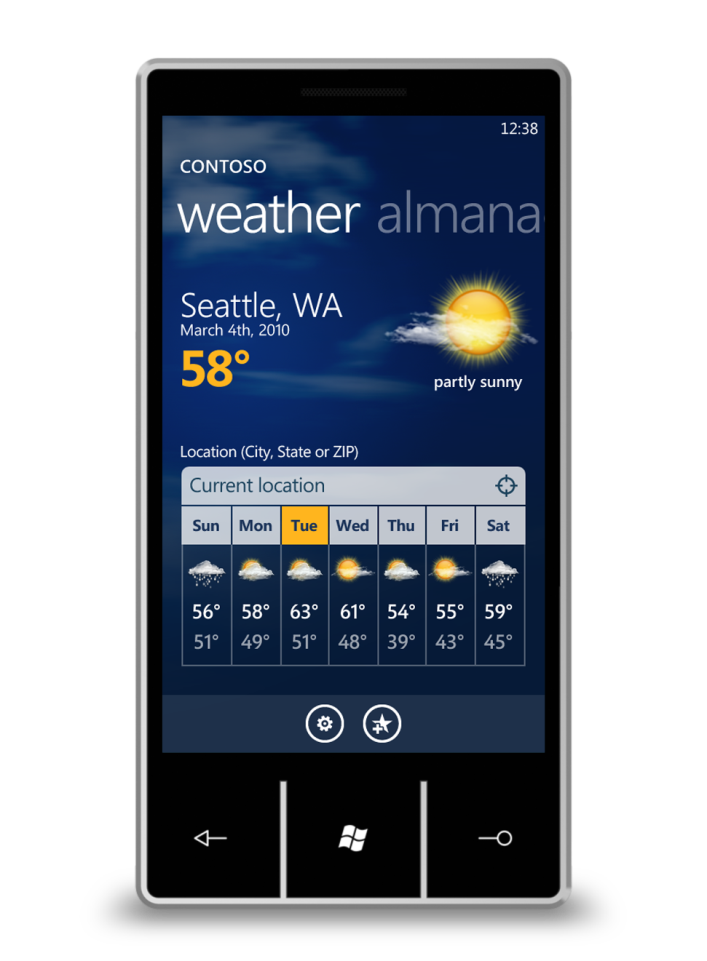 12:38
CONTOSO
weather almana
Seattle, WA
March 4th, 2010
58°
partly sunny
Location (City, State or ZIP)
Current location
Sun Mon Tue Wed Thu Fri Sat
56° 58° 63° 61° 54° 55° 59°
51° 49° 51° 48° 39° 43° 45°